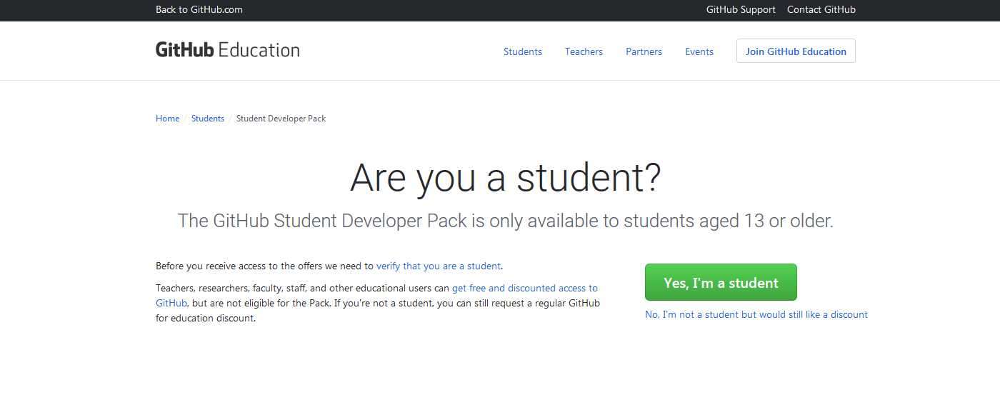 Back to GitHub.com GitHub Support Contact GitHub
GitHub Education Students Teachers Partners Events Join GitHub Education
Home / Students / Student Developer Pack
Are you a student?
The GitHub Student Developer Pack is only available to students aged 13 or older.
Before you receive access to the offers we need to verify that you are a student.
Teachers, researchers, faculty, staff, and other educational users can get free and discounted access to
GitHub, but are not eligible for the Pack. If you're not a student, you can still request a regular GitHub
for education discount.
Yes, I'm a student
No, I'm not a student but would still like a discount